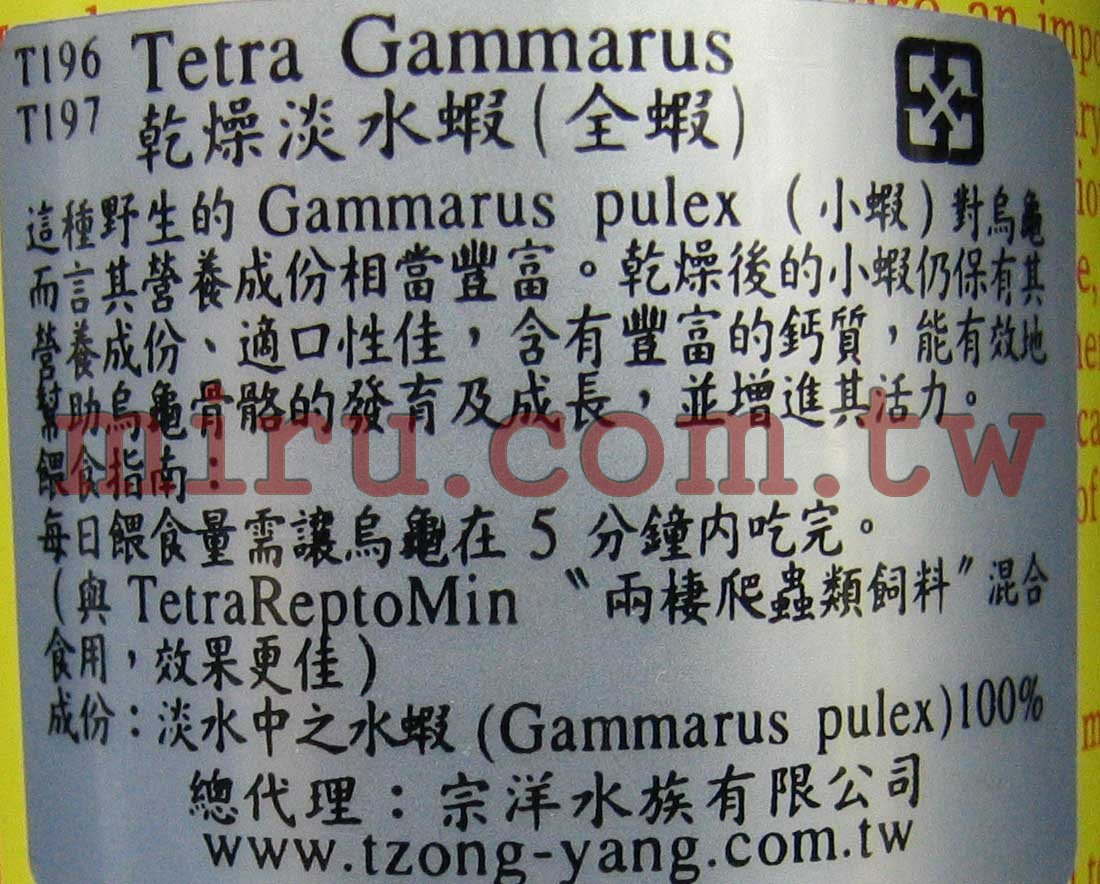 T196 Tetra Gammarus
T197 乾燥淡水蝦(全蝦)
這種野生的 Gammarus pulex (小蝦)對烏龜
而言其營養成份相當豐富。乾燥後的小蝦仍保有其
營養成份、適口性佳，含有豐富的鈣質，能有效地
幫助烏龜骨骼的發育及成長，並增進其活力。
miru.com.tw
餵食指南：
每日餵食量需讓烏龜在 5 分鐘內吃完。
(與 TetraReptoMin〝兩棲爬蟲類飼料〞混合
食用，效果更佳)
成份：淡水中之水蝦 (Gammarus pulex)100%
總代理：宗洋水族有限公司
www.tzong-yang.com.tw